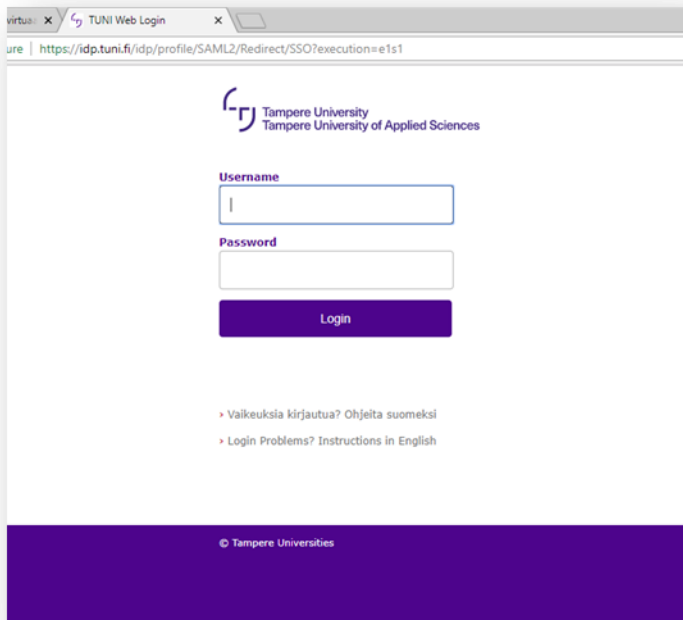 virtua
TUNI Web Login
ure | https://idp.tuni.fi/idp/profile/SAML2/Redirect/SSO?execution=e1s1
Tampere University
Tampere University of Applied Sciences
Username
Password
Login
› Vaikeuksia kirjautua? Ohjeita suomeksi
› Login Problems? Instructions in English
© Tampere Universities